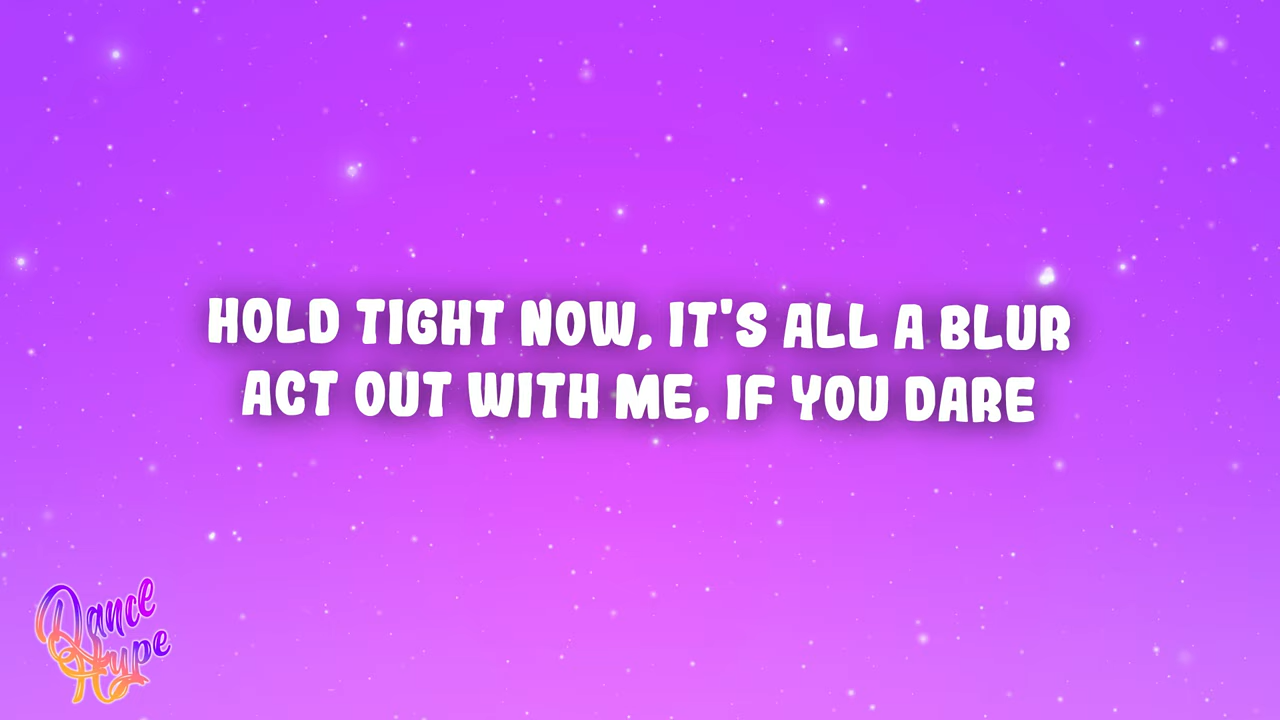 HOLD TIGHT NOW, IT'S ALL A BLUR
ACT OUT WITH ME, IF YOU DARE
Dance
Hype